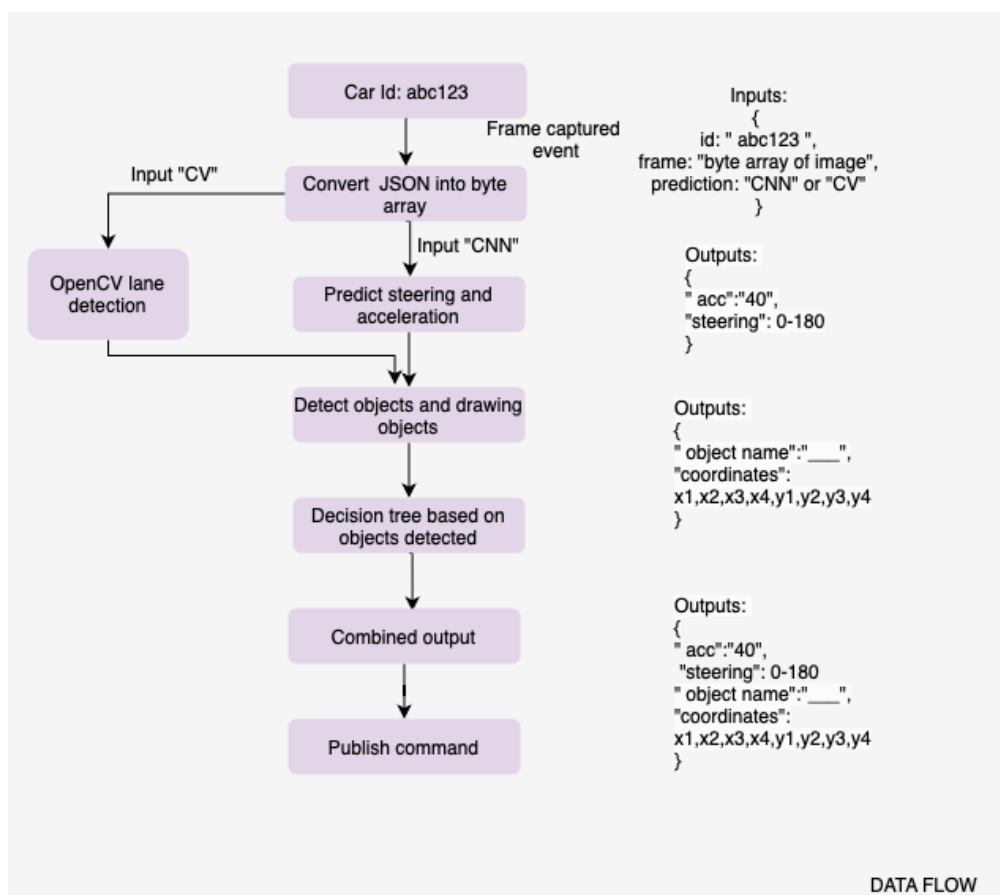 Car Id: abc123
Frame captured
event
Inputs:
{
id: " abc123 ",
frame: "byte array of image",
prediction: "CNN" or "CV"
}
Input "CV"
Convert JSON into byte
array
Input "CNN"
OpenCV lane
detection
Predict steering and
acceleration
Outputs:
{
" acc":"40",
"steering": 0-180
}
Detect objects and drawing
objects
Outputs:
{
" object name":"___",
"coordinates":
x1,x2,x3,x4,y1,y2,y3,y4
}
Decision tree based on
objects detected
Combined output
Outputs:
{
" acc":"40",
"steering": 0-180
" object name":"___",
"coordinates":
x1,x2,x3,x4,y1,y2,y3,y4
}
Publish command
DATA FLOW